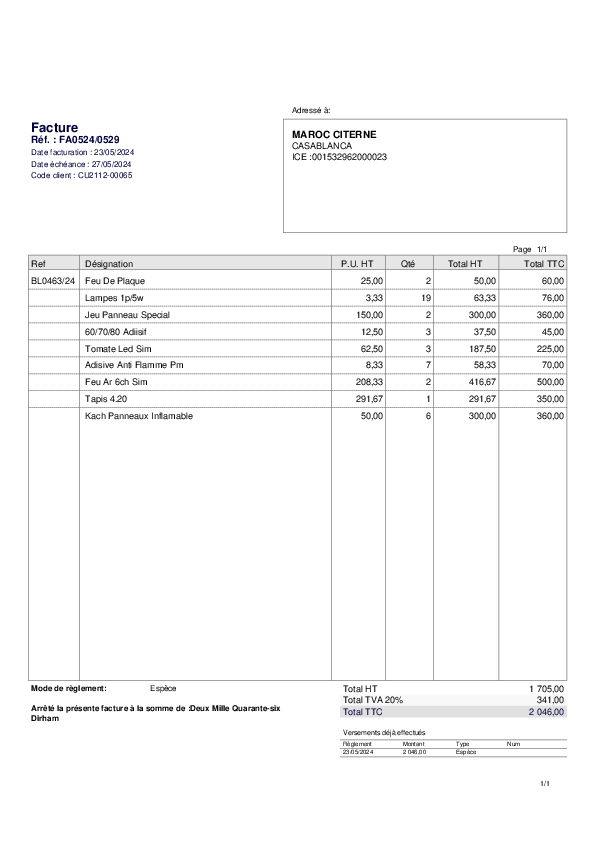 Adressé à:
Facture
Réf. : FA0524/0529
Date facturation : 23/05/2024
Date échéance : 27/05/2024
Code client : CU2112-00065
MAROC CITERNE
CASABLANCA
ICE :001532962000023
Page 1/1
Ref Désignation P.U. HT Qté Total HT Total TTC
BL0463/24 Feu De Plaque 25,00 2 50,00 60,00
Lampes 1p/5w 3,33 19 63,33 76,00
Jeu Panneau Special 150,00 2 300,00 360,00
60/70/80 Adiisif 12,50 3 37,50 45,00
Tomate Led Sim 62,50 3 187,50 225,00
Adisive Anti Flamme Pm 8,33 7 58,33 70,00
Feu Ar 6ch Sim 208,33 2 416,67 500,00
Tapis 4.20 291,67 1 291,67 350,00
Kach Panneaux Inflamable 50,00 6 300,00 360,00
Mode de règlement: Espèce
Arrêté la présente facture à la somme de :Deux Mille Quarante-six
Dirham
Total HT 1 705,00
Total TVA 20% 341,00
Total TTC 2 046,00
Versements déjà effectués
Règlement Montant Type Num
23/05/2024 2 046,00 Espèce
1/1